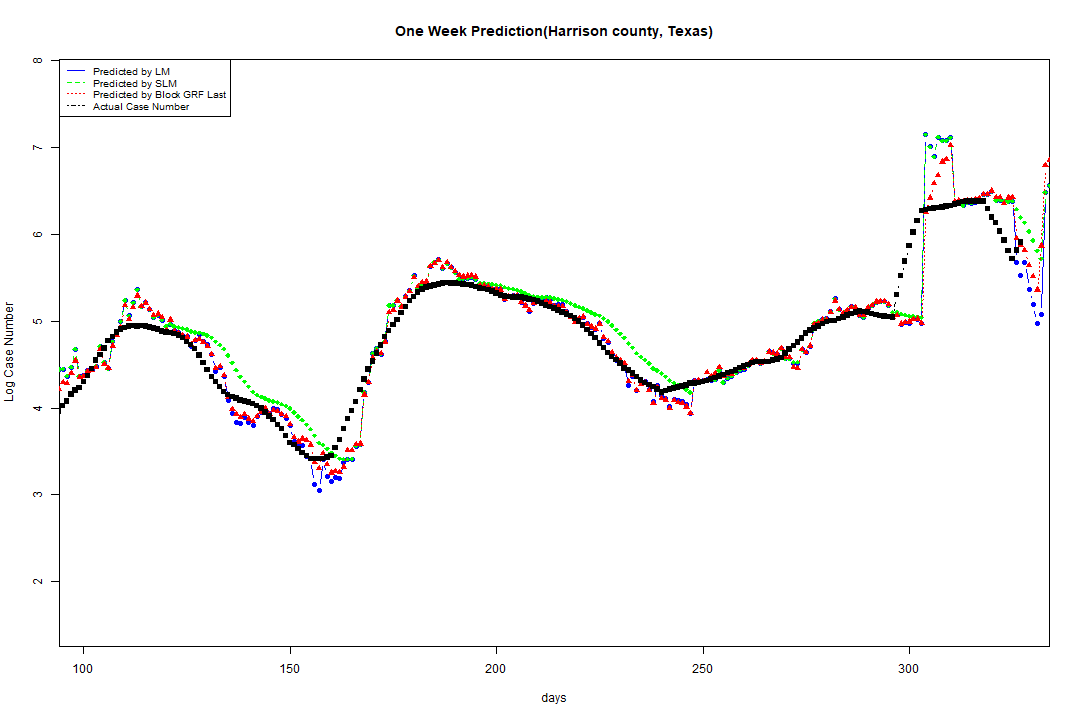 One Week Prediction(Harrison county, Texas)
Predicted by LM
Predicted by SLM
Predicted by Block GRF Last
Actual Case Number
Log Case Number
8
7
6
5
4
3
2
100 150 200 250 300
days